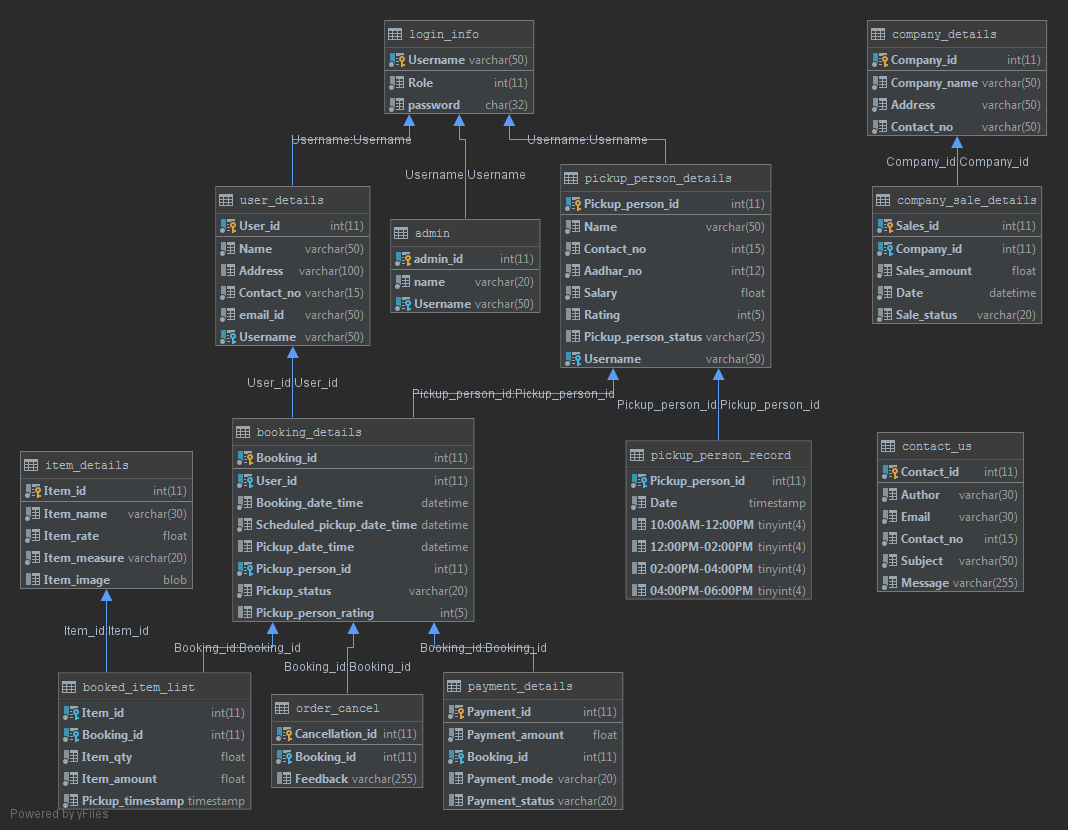 login_info
Username varchar(50)
Role int(11)
password char(32)
company_details
Company_id int(11)
Company_name varchar(50)
Address varchar(50)
Contact_no varchar(50)
Username:Username
Username:Username
Username:Username
Company_id:Company_id
user_details
User_id int(11)
Name varchar(50)
Address varchar(100)
Contact_no varchar(15)
email_id varchar(50)
Username varchar(50)
admin
admin_id int(11)
name varchar(20)
Username varchar(50)
pickup_person_details
Pickup_person_id int(11)
Name varchar(50)
Contact_no int(15)
Aadhar_no int(12)
Salary float
Rating int(5)
Pickup_person_status varchar(25)
Username varchar(50)
company_sale_details
Sales_id int(11)
Company_id int(11)
Sales_amount float
Date datetime
Sale_status varchar(20)
User_id:User_id
Pickup_person_id:Pickup_person_id
Pickup_person_id:Pickup_person_id
item_details
Item_id int(11)
Item_name varchar(30)
Item_rate float
Item_measure varchar(20)
Item_image blob
booking_details
Booking_id int(11)
User_id int(11)
Booking_date_time datetime
Scheduled_pickup_date_time datetime
Pickup_date_time datetime
Pickup_person_id int(11)
Pickup_status varchar(20)
Pickup_person_rating int(5)
pickup_person_record
Pickup_person_id int(11)
Date timestamp
10:00AM-12:00PM tinyint(4)
12:00PM-02:00PM tinyint(4)
02:00PM-04:00PM tinyint(4)
04:00PM-06:00PM tinyint(4)
contact_us
Contact_id int(11)
Author varchar(30)
Email varchar(30)
Contact_no int(15)
Subject varchar(50)
Message varchar(255)
Item_id:Item_id
Booking_id:Booking_id
Booking_id:Booking_id
Booking_id:Booking_id
booked_item_list
Item_id int(11)
Booking_id int(11)
Item_qty float
Item_amount float
Pickup_timestamp timestamp
order_cancel
Cancellation_id int(11)
Booking_id int(11)
Feedback varchar(255)
payment_details
Payment_id int(11)
Payment_amount float
Booking_id int(11)
Payment_mode varchar(20)
Payment_status varchar(20)
Powered by yFiles